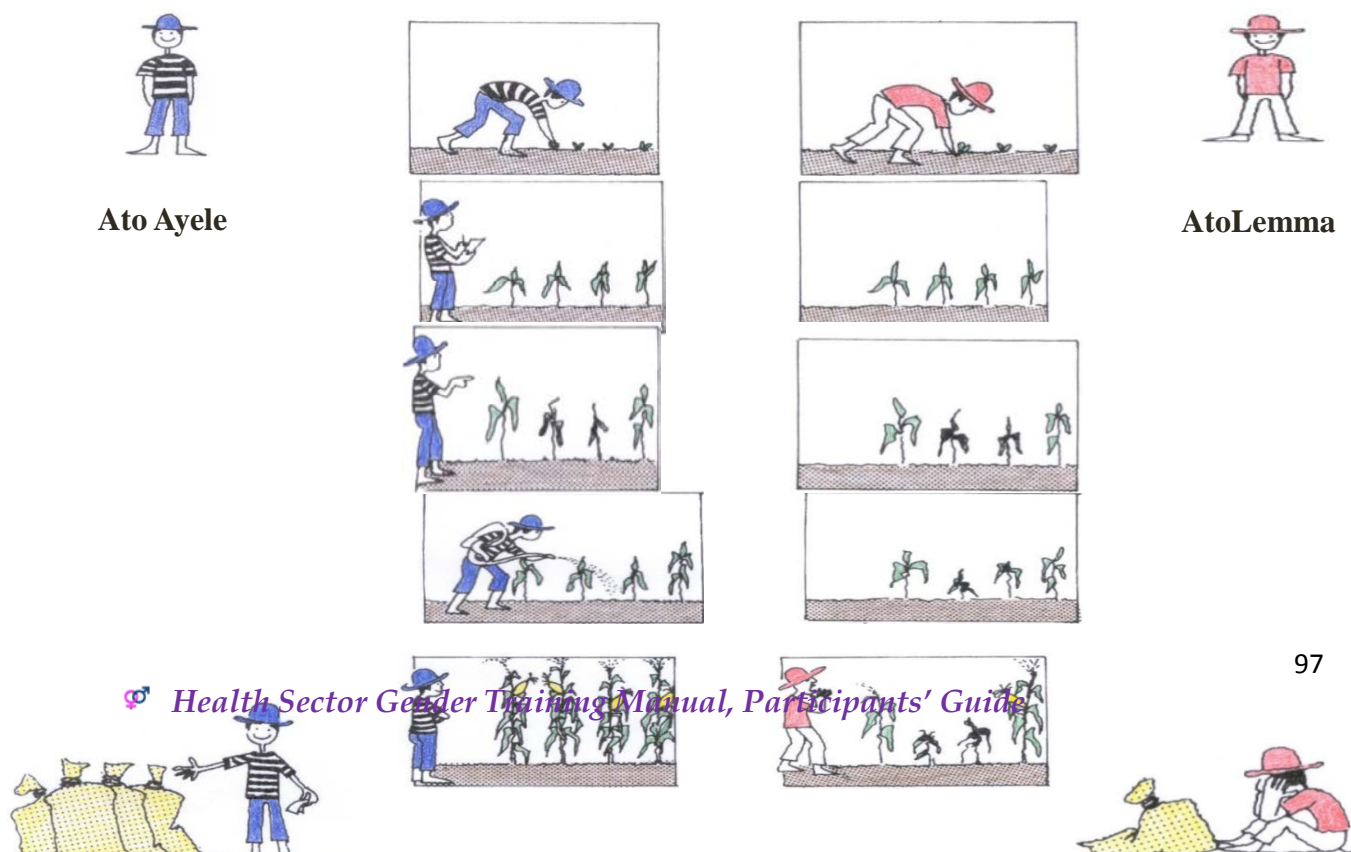 Ato Ayele
AtoLemma
97
Health Sector Gender Training Manual, Participants' Guide